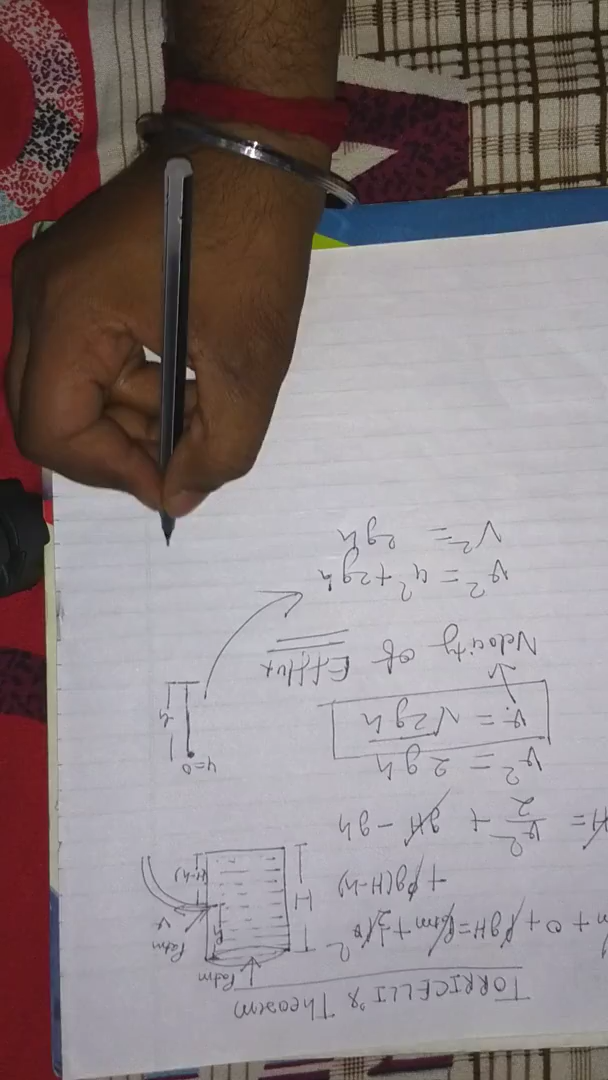 TORRICELLI'S Theorem
+ 0 + ρgH = Patm + ½ρv²
+ ρg(H-h)
= v²/2 + gH - gh
v² = 2gh
v = √2gh
Velocity of Efflux
v² = u² + 2gh
V² = 2gh
Patm
Patm
v
h
H
(H-h)
u=0
h